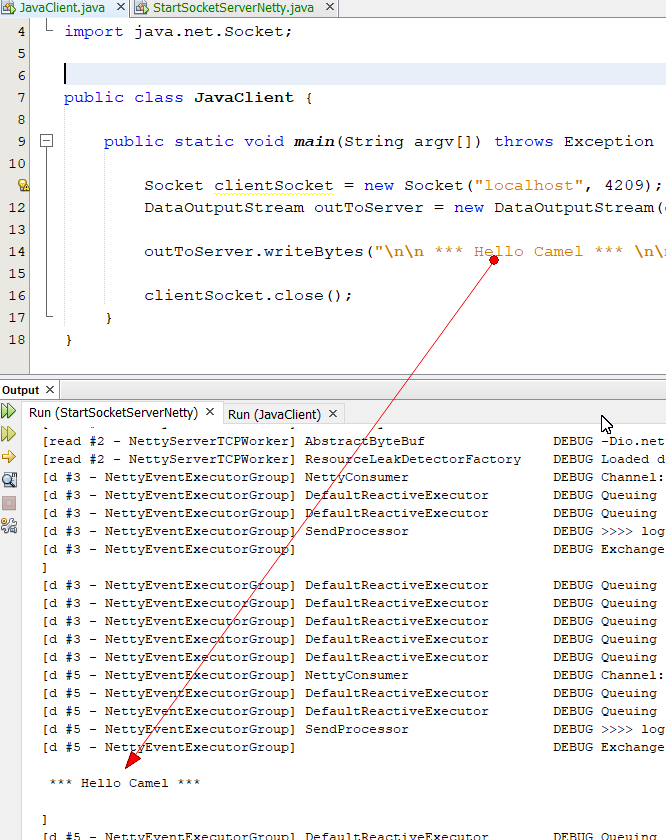 JavaClient.java StartSocketServerNetty.java
4 import java.net.Socket;
5
6
7 public class JavaClient {
8
9 public static void main(String argv[]) throws Exception
10
Socket clientSocket = new Socket("localhost", 4209);
12 DataOutputStream outToServer = new DataOutputStream(
13
14 outToServer.writeBytes("\n\n *** Hello Camel *** \n\
15
16 clientSocket.close();
17 }
18 }
Output
Run (StartSocketServerNetty) Run (JavaClient)
[read #2 - NettyServerTCPWorker] AbstractByteBuf DEBUG -Dio.net
[read #2 - NettyServerTCPWorker] ResourceLeakDetectorFactory DEBUG Loaded d
[d #3 - NettyEventExecutorGroup] NettyConsumer DEBUG Channel:
[d #3 - NettyEventExecutorGroup] DefaultReactiveExecutor DEBUG Queuing
[d #3 - NettyEventExecutorGroup] DefaultReactiveExecutor DEBUG Queuing
[d #3 - NettyEventExecutorGroup] SendProcessor DEBUG >>>> log
[d #3 - NettyEventExecutorGroup] DEBUG Exchange
]
[d #3 - NettyEventExecutorGroup] DefaultReactiveExecutor DEBUG Queuing
[d #3 - NettyEventExecutorGroup] DefaultReactiveExecutor DEBUG Queuing
[d #3 - NettyEventExecutorGroup] DefaultReactiveExecutor DEBUG Queuing
[d #3 - NettyEventExecutorGroup] DefaultReactiveExecutor DEBUG Queuing
[d #3 - NettyEventExecutorGroup] DefaultReactiveExecutor DEBUG Queuing
[d #5 - NettyEventExecutorGroup] NettyConsumer DEBUG Channel:
[d #5 - NettyEventExecutorGroup] DefaultReactiveExecutor DEBUG Queuing
[d #5 - NettyEventExecutorGroup] DefaultReactiveExecutor DEBUG Queuing
[d #5 - NettyEventExecutorGroup] SendProcessor DEBUG >>>> log
[d #5 - NettyEventExecutorGroup] DEBUG Exchange
*** Hello Camel ***
]
[d #5 - NettyEventExecutorGroup] DefaultReactiveExecutor DEBUG Queuing